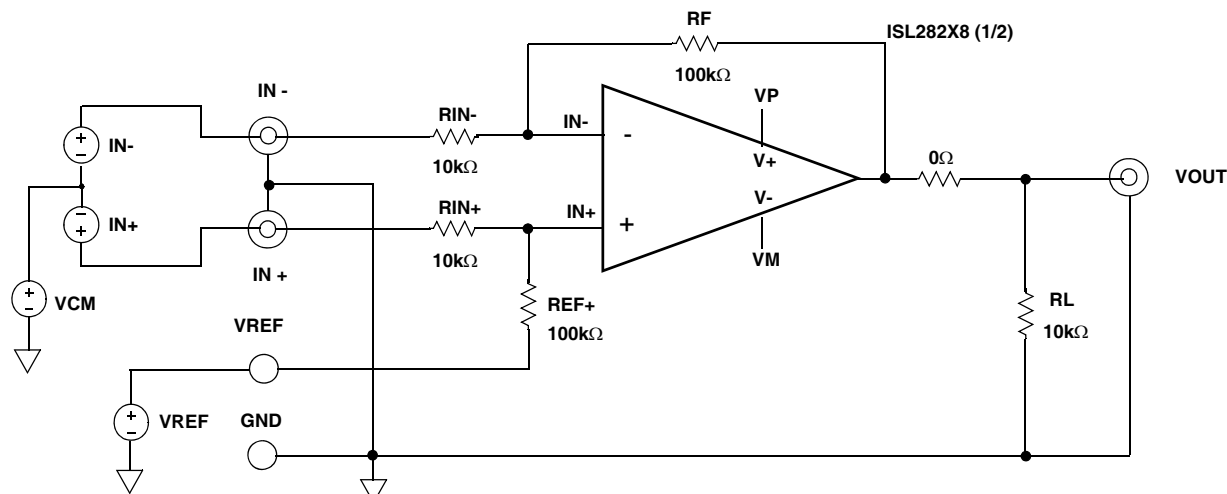 RF
ISL282X8 (1/2)
100kΩ
IN -
VP
RIN-
IN-
-
IN-
10kΩ
V+
0Ω
VOUT
IN+
RIN+
IN+
+
V-
10kΩ
VM
IN +
VCM
REF+
RL
VREF
100kΩ
10kΩ
VREF
GND